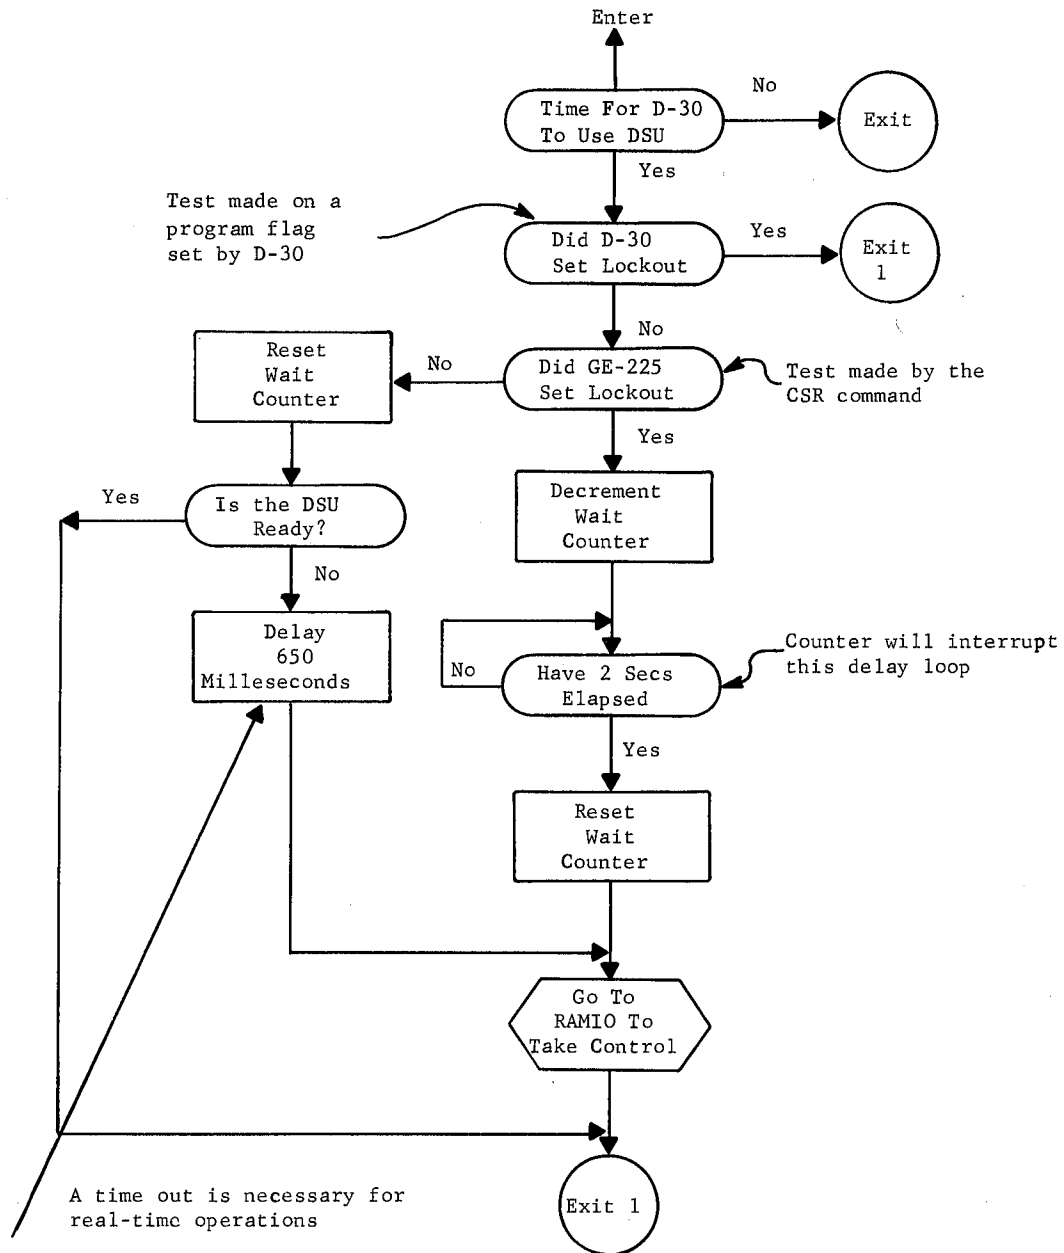 Enter
Time For D-30
To Use DSU
No
Exit
Yes
Test made on a
program flag
set by D-30
Did D-30
Set Lockout
Yes
Exit
1
No
Reset
Wait
Counter
No
Did GE-225
Set Lockout
Test made by the
CSR command
Yes
Yes
Is the DSU
Ready?
Decrement
Wait
Counter
No
Delay
650
Milleseconds
No
Have 2 Secs
Elapsed
Counter will interrupt
this delay loop
Yes
Reset
Wait
Counter
Go To
RAMIO To
Take Control
A time out is necessary for
real-time operations
Exit 1